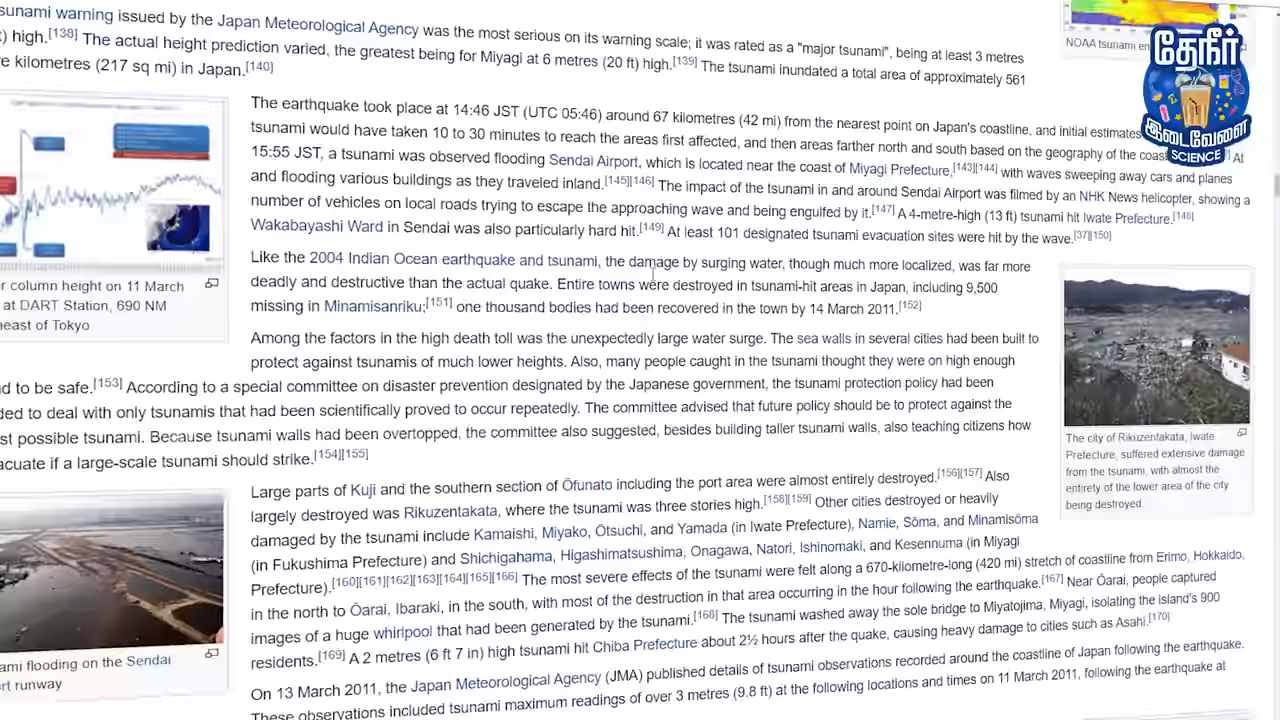 sunami warning issued by the Japan Meteorological Agency was the most serious on its warning scale; it was rated as a "major tsunami", being at least 3 metres
t) high.[138] The actual height prediction varied, the greatest being for Miyagi at 6 metres (20 ft) high.[139] The tsunami inundated a total area of approximately 561
e kilometres (217 sq mi) in Japan.[140]
NOAA tsunami en
தேநீர்
இடைவேளை
SCIENCE
The earthquake took place at 14:46 JST (UTC 05:46) around 67 kilometres (42 mi) from the nearest point on Japan's coastline, and initial estimates
tsunami would have taken 10 to 30 minutes to reach the areas first affected, and then areas farther north and south based on the geography of the coast At
15:55 JST, a tsunami was observed flooding Sendai Airport, which is located near the coast of Miyagi Prefecture,[143][144] with waves sweeping away cars and planes
and flooding various buildings as they traveled inland.[145][146] The impact of the tsunami in and around Sendai Airport was filmed by an NHK News helicopter, showing a
number of vehicles on local roads trying to escape the approaching wave and being engulfed by it.[147] A 4-metre-high (13 ft) tsunami hit Iwate Prefecture.[148]
Wakabayashi Ward in Sendai was also particularly hard hit.[149] At least 101 designated tsunami evacuation sites were hit by the wave.[37][150]
r column height on 11 March
at DART Station, 690 NM
heast of Tokyo
Like the 2004 Indian Ocean earthquake and tsunami, the damage by surging water, though much more localized, was far more
deadly and destructive than the actual quake. Entire towns were destroyed in tsunami-hit areas in Japan, including 9,500
missing in Minamisanriku;[151] one thousand bodies had been recovered in the town by 14 March 2011.[152]
Among the factors in the high death toll was the unexpectedly large water surge. The sea walls in several cities had been built to
protect against tsunamis of much lower heights. Also, many people caught in the tsunami thought they were on high enough
d to be safe.[153] According to a special committee on disaster prevention designated by the Japanese government, the tsunami protection policy had been
ded to deal with only tsunamis that had been scientifically proved to occur repeatedly. The committee advised that future policy should be to protect against the
st possible tsunami. Because tsunami walls had been overtopped, the committee also suggested, besides building taller tsunami walls, also teaching citizens how
acuate if a large-scale tsunami should strike.[154][155]
The city of Rikuzentakata, Iwate
Prefecture, suffered extensive damage
from the tsunami, with almost the
entirety of the lower area of the city
being destroyed.
Large parts of Kuji and the southern section of Ōfunato including the port area were almost entirely destroyed.[156][157] Also
largely destroyed was Rikuzentakata, where the tsunami was three stories high.[158][159] Other cities destroyed or heavily
damaged by the tsunami include Kamaishi, Miyako, Ōtsuchi, and Yamada (in Iwate Prefecture), Namie, Sōma, and Minamisōma
(in Fukushima Prefecture) and Shichigahama, Higashimatsushima, Onagawa, Natori, Ishinomaki, and Kesennuma (in Miyagi
Prefecture).[160][161][162][163][164][165][166] The most severe effects of the tsunami were felt along a 670-kilometre-long (420 mi) stretch of coastline from Erimo, Hokkaido,
in the north to Ōarai, Ibaraki, in the south, with most of the destruction in that area occurring in the hour following the earthquake.[167] Near Ōarai, people captured
images of a huge whirlpool that had been generated by the tsunami.[168] The tsunami washed away the sole bridge to Miyatojima, Miyagi, isolating the island's 900
residents.[169] A 2 metres (6 ft 7 in) high tsunami hit Chiba Prefecture about 2½ hours after the quake, causing heavy damage to cities such as Asahi.[170]
ami flooding on the Sendai
rt runway
On 13 March 2011, the Japan Meteorological Agency (JMA) published details of tsunami observations recorded around the coastline of Japan following the earthquake.
These observations included tsunami maximum readings of over 3 metres (9.8 ft) at the following locations and times on 11 March 2011, following the earthquake at